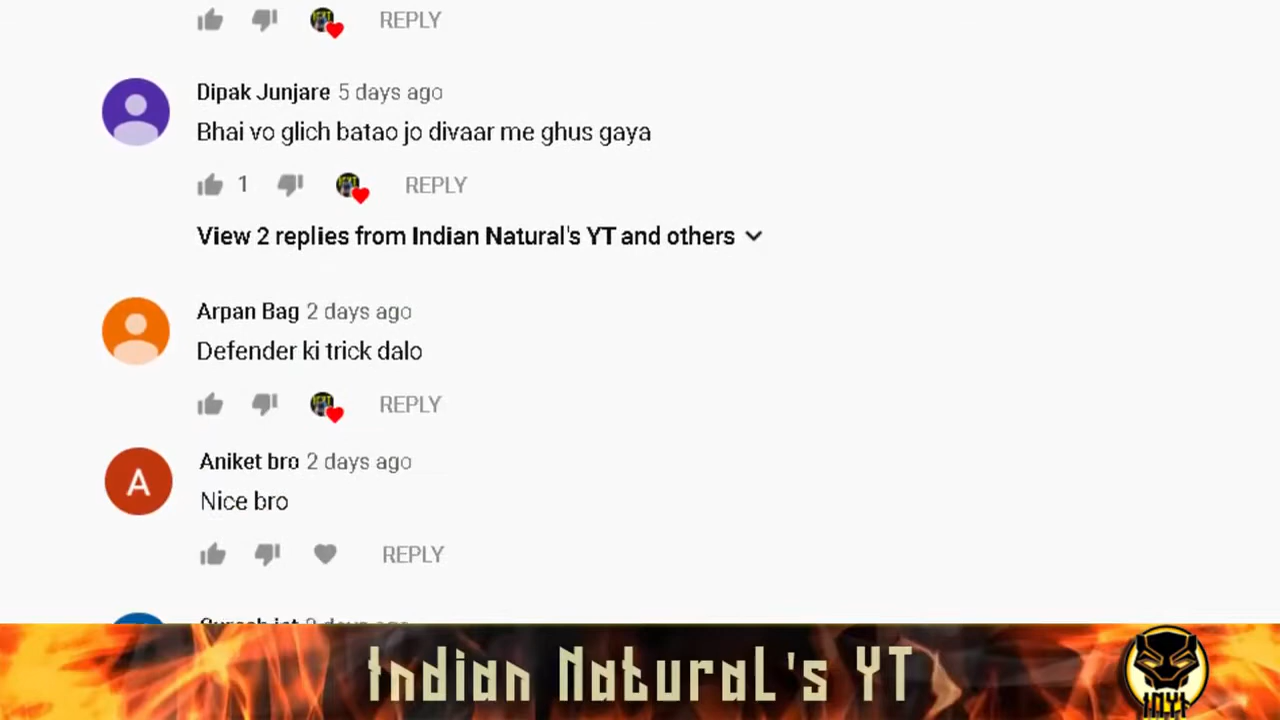 REPLY
Dipak Junjare 5 days ago
Bhai vo glich batao jo divaar me ghus gaya
1 REPLY
View 2 replies from Indian Natural's YT and others
Arpan Bag 2 days ago
Defender ki trick dalo
REPLY
A
Aniket bro 2 days ago
Nice bro
REPLY
Indian Natural's YT